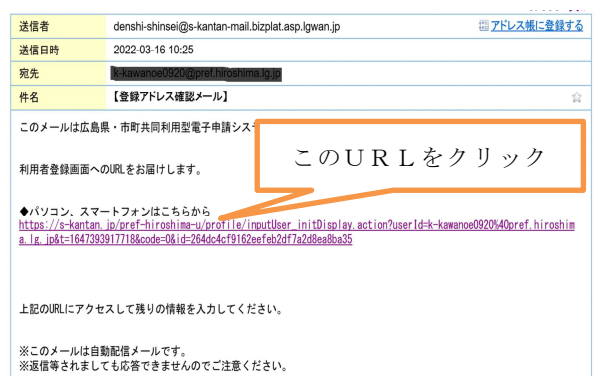 送信者 denshi-shinsei@s-kantan-mail.bizplat.asp.lgwan.jp アドレス帳に登録する
送信日時 2022-03-16 10:25
宛先 k-kawanoe0920@pref.hiroshima.lg.jp
件名 【登録アドレス確認メール】
このメールは広島県・市町共同利用型電子申請システ
このＵＲＬをクリック
利用者登録画面へのURLをお届けします。
◆パソコン、スマートフォンはこちらから
https://s-kantan.jp/pref-hiroshima-u/profile/inputUser_initDisplay.action?userId=k-kawanoe0920%40pref.hiroshim
a.lg.jp&t=1647393917718&code=0&id=264dc4cf9162eefeb2df7a2d8ea8ba35
上記のURLにアクセスして残りの情報を入力してください。
※このメールは自動配信メールです。
※返信等されましても応答できませんのでご注意ください。